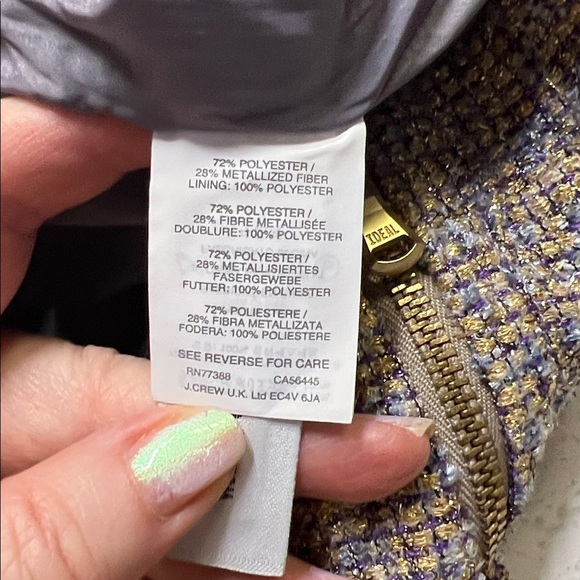 72% POLYESTER /
28% METALLIZED FIBER
LINING: 100% POLYESTER
72% POLYESTER /
28% FIBRE METALLISÉE
DOUBLURE: 100% POLYESTER
72% POLYESTER /
28% METALLISIERTES
FASERGEWEBE
FUTTER: 100% POLYESTER
72% POLIESTERE /
28% FIBRA METALLIZZATA
FODERA: 100% POLIESTERE
SEE REVERSE FOR CARE
RN77388 CA56445
J.CREW U.K. Ltd EC4V 6JA
IDEAL